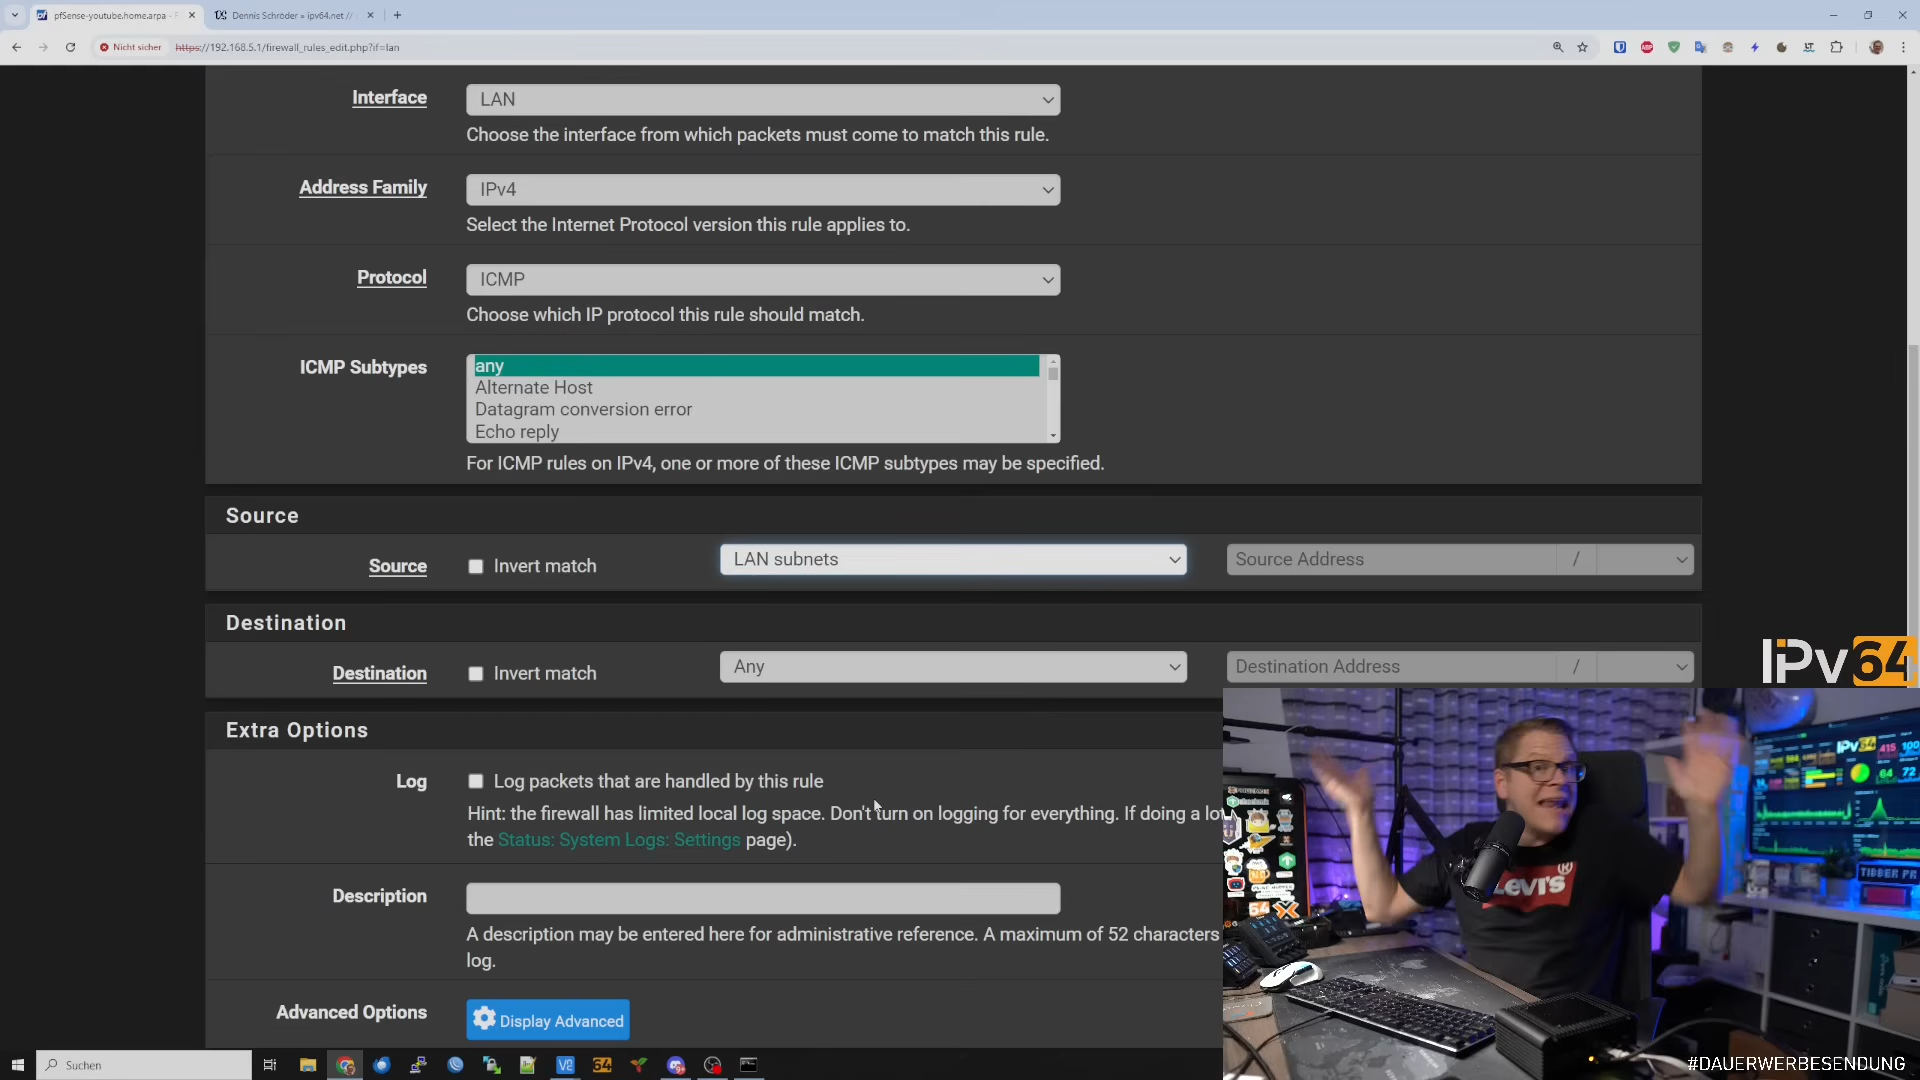 pfSense-youtube.home.arpa - F
Dennis Schröder » ipv64.net //
Nicht sicher
https://192.168.5.1/firewall_rules_edit.php?if=lan
Interface
LAN
Choose the interface from which packets must come to match this rule.
Address Family
IPv4
Select the Internet Protocol version this rule applies to.
Protocol
ICMP
Choose which IP protocol this rule should match.
ICMP Subtypes
any
Alternate Host
Datagram conversion error
Echo reply
For ICMP rules on IPv4, one or more of these ICMP subtypes may be specified.
Source
Source
Invert match
LAN subnets
Source Address
/
Destination
Destination
Invert match
Any
Destination Address
/
IPv64
Extra Options
Log
Log packets that are handled by this rule
Hint: the firewall has limited local log space. Don't turn on logging for everything. If doing a lo
the Status: System Logs: Settings page).
Description
A description may be entered here for administrative reference. A maximum of 52 characters
log.
Advanced Options
Display Advanced
IPv64
415
100
64
72
TIBBER PR
Levi's
®
Suchen
#DAUERWERBESENDUNG